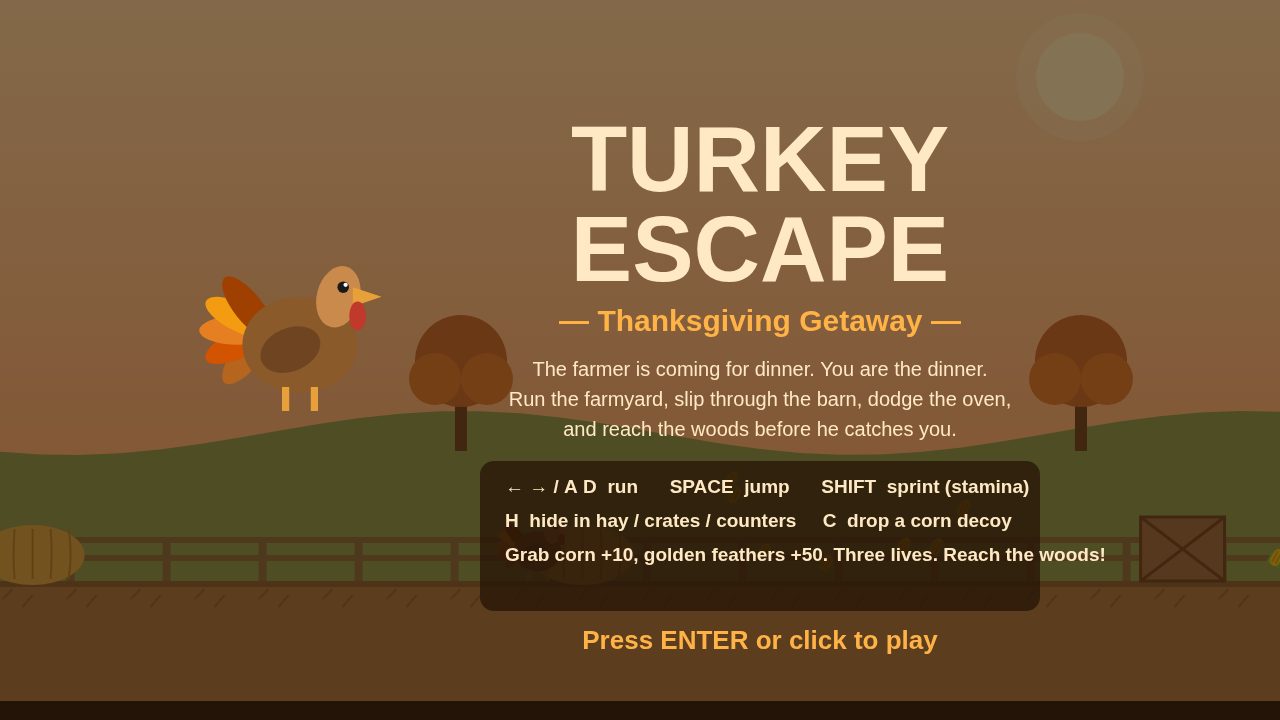 TURKEY
ESCAPE
— Thanksgiving Getaway —
The farmer is coming for dinner. You are the dinner.
Run the farmyard, slip through the barn, dodge the oven,
and reach the woods before he catches you.
← → / A D run SPACE jump SHIFT sprint (stamina)
H hide in hay / crates / counters C drop a corn decoy
Grab corn +10, golden feathers +50. Three lives. Reach the woods!
Press ENTER or click to play